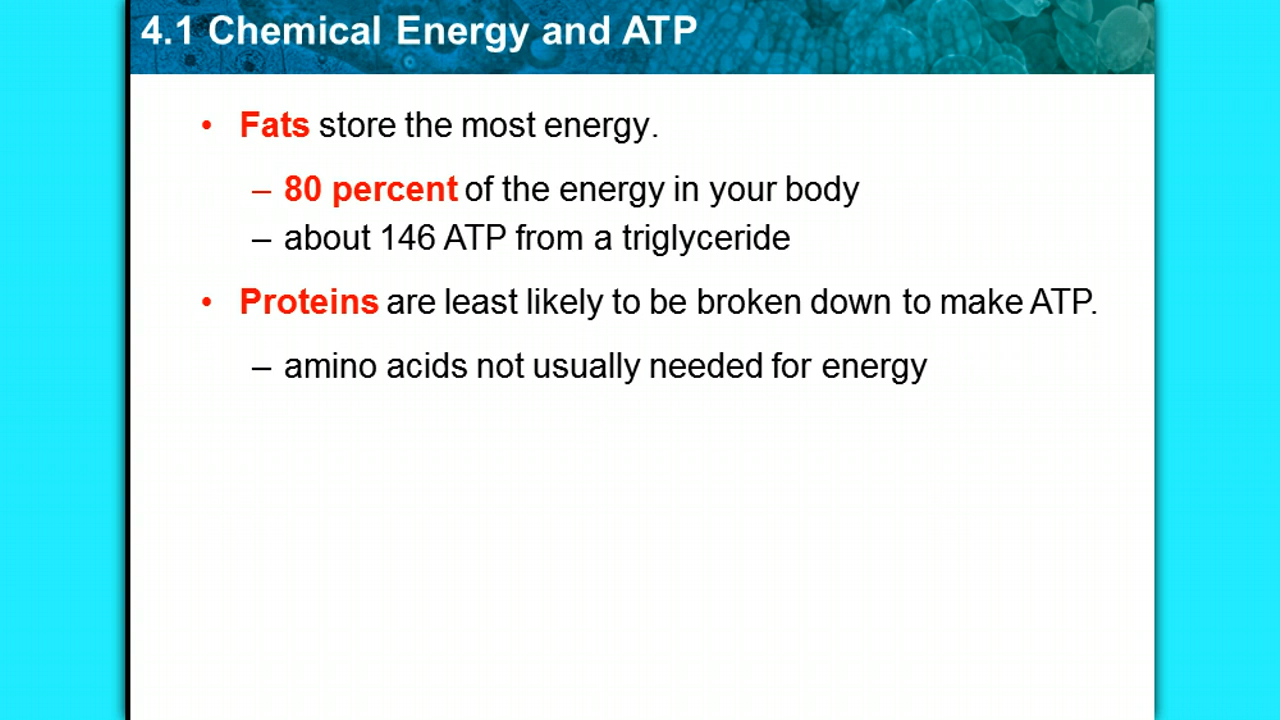 4.1 Chemical Energy and ATP
• Fats store the most energy.
– 80 percent of the energy in your body
– about 146 ATP from a triglyceride
• Proteins are least likely to be broken down to make ATP.
– amino acids not usually needed for energy